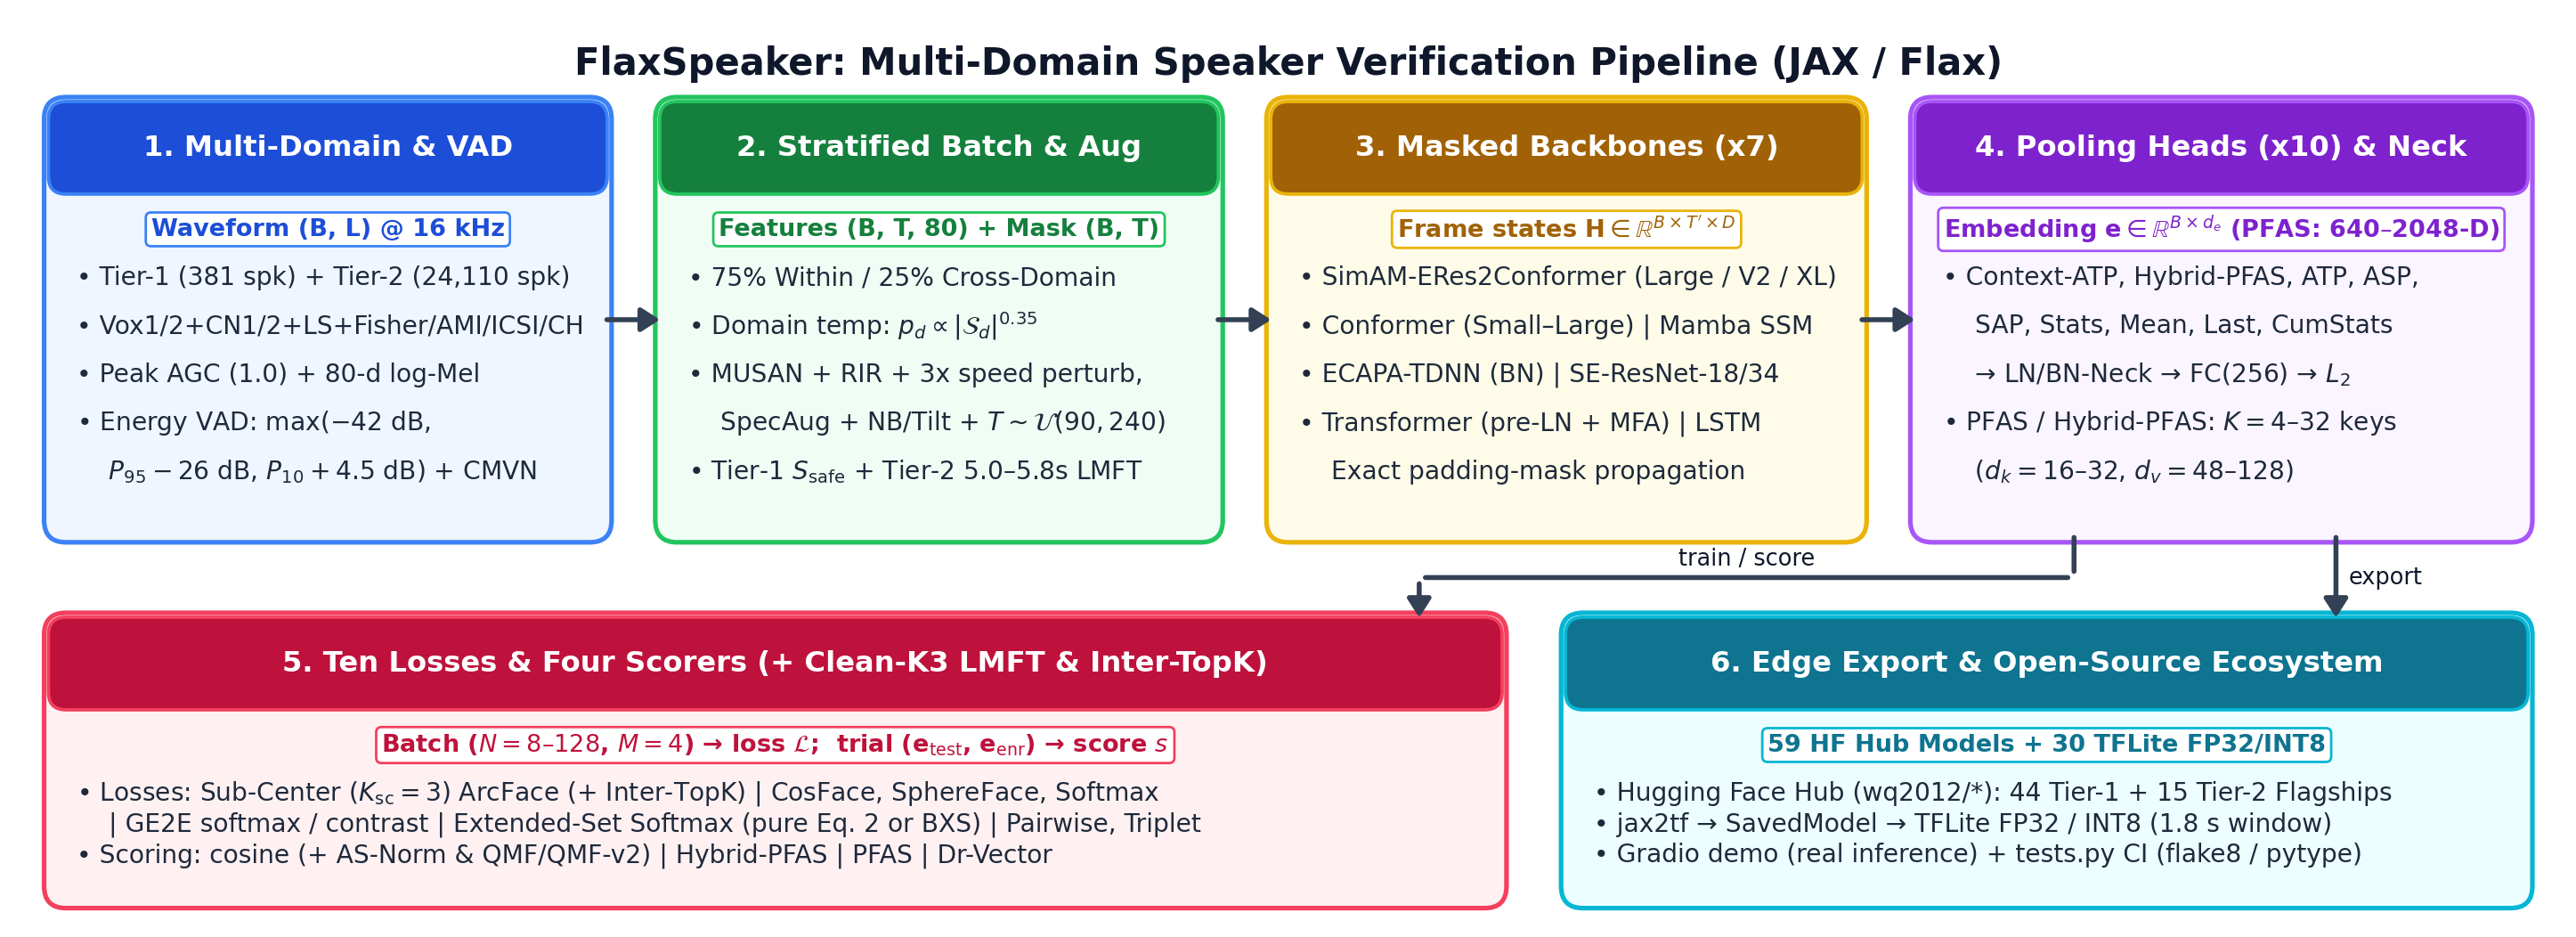 FlaxSpeaker: Multi-Domain Speaker Verification Pipeline (JAX / Flax)
1. Multi-Domain & VAD
Waveform (B, L) @ 16 kHz
• Tier-1 (381 spk) + Tier-2 (24,110 spk)
• Vox1/2+CN1/2+LS+Fisher/AMI/ICSI/CH
• Peak AGC (1.0) + 80-d log-Mel
• Energy VAD: max(−42 dB,
P₉₅ − 26 dB, P₁₀ + 4.5 dB) + CMVN
2. Stratified Batch & Aug
Features (B, T, 80) + Mask (B, T)
• 75% Within / 25% Cross-Domain
• Domain temp: p_d ∝ |𝒮_d|^0.35
• MUSAN + RIR + 3x speed perturb,
SpecAug + NB/Tilt + T ∼ 𝒰(90, 240)
• Tier-1 S_safe + Tier-2 5.0–5.8s LMFT
3. Masked Backbones (x7)
Frame states H ∈ ℝ^{B × T′ × D}
• SimAM-ERes2Conformer (Large / V2 / XL)
• Conformer (Small–Large) | Mamba SSM
• ECAPA-TDNN (BN) | SE-ResNet-18/34
• Transformer (pre-LN + MFA) | LSTM
Exact padding-mask propagation
4. Pooling Heads (x10) & Neck
Embedding e ∈ ℝ^{B × d_e} (PFAS: 640–2048-D)
• Context-ATP, Hybrid-PFAS, ATP, ASP,
SAP, Stats, Mean, Last, CumStats
→ LN/BN-Neck → FC(256) → L₂
• PFAS / Hybrid-PFAS: K = 4–32 keys
(d_k = 16–32, d_v = 48–128)
train / score
export
5. Ten Losses & Four Scorers (+ Clean-K3 LMFT & Inter-TopK)
Batch (N = 8–128, M = 4) → loss ℒ; trial (e_test, e_enr) → score s
• Losses: Sub-Center (K_sc = 3) ArcFace (+ Inter-TopK) | CosFace, SphereFace, Softmax
| GE2E softmax / contrast | Extended-Set Softmax (pure Eq. 2 or BXS) | Pairwise, Triplet
• Scoring: cosine (+ AS-Norm & QMF/QMF-v2) | Hybrid-PFAS | PFAS | Dr-Vector
6. Edge Export & Open-Source Ecosystem
59 HF Hub Models + 30 TFLite FP32/INT8
• Hugging Face Hub (wq2012/*): 44 Tier-1 + 15 Tier-2 Flagships
• jax2tf → SavedModel → TFLite FP32 / INT8 (1.8 s window)
• Gradio demo (real inference) + tests.py CI (flake8 / pytype)